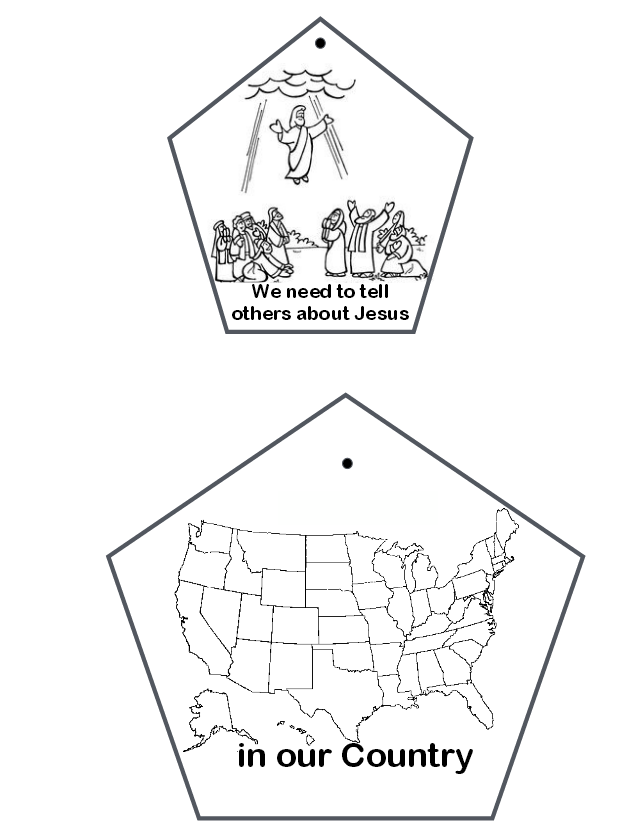 We need to tell
others about Jesus
in our Country